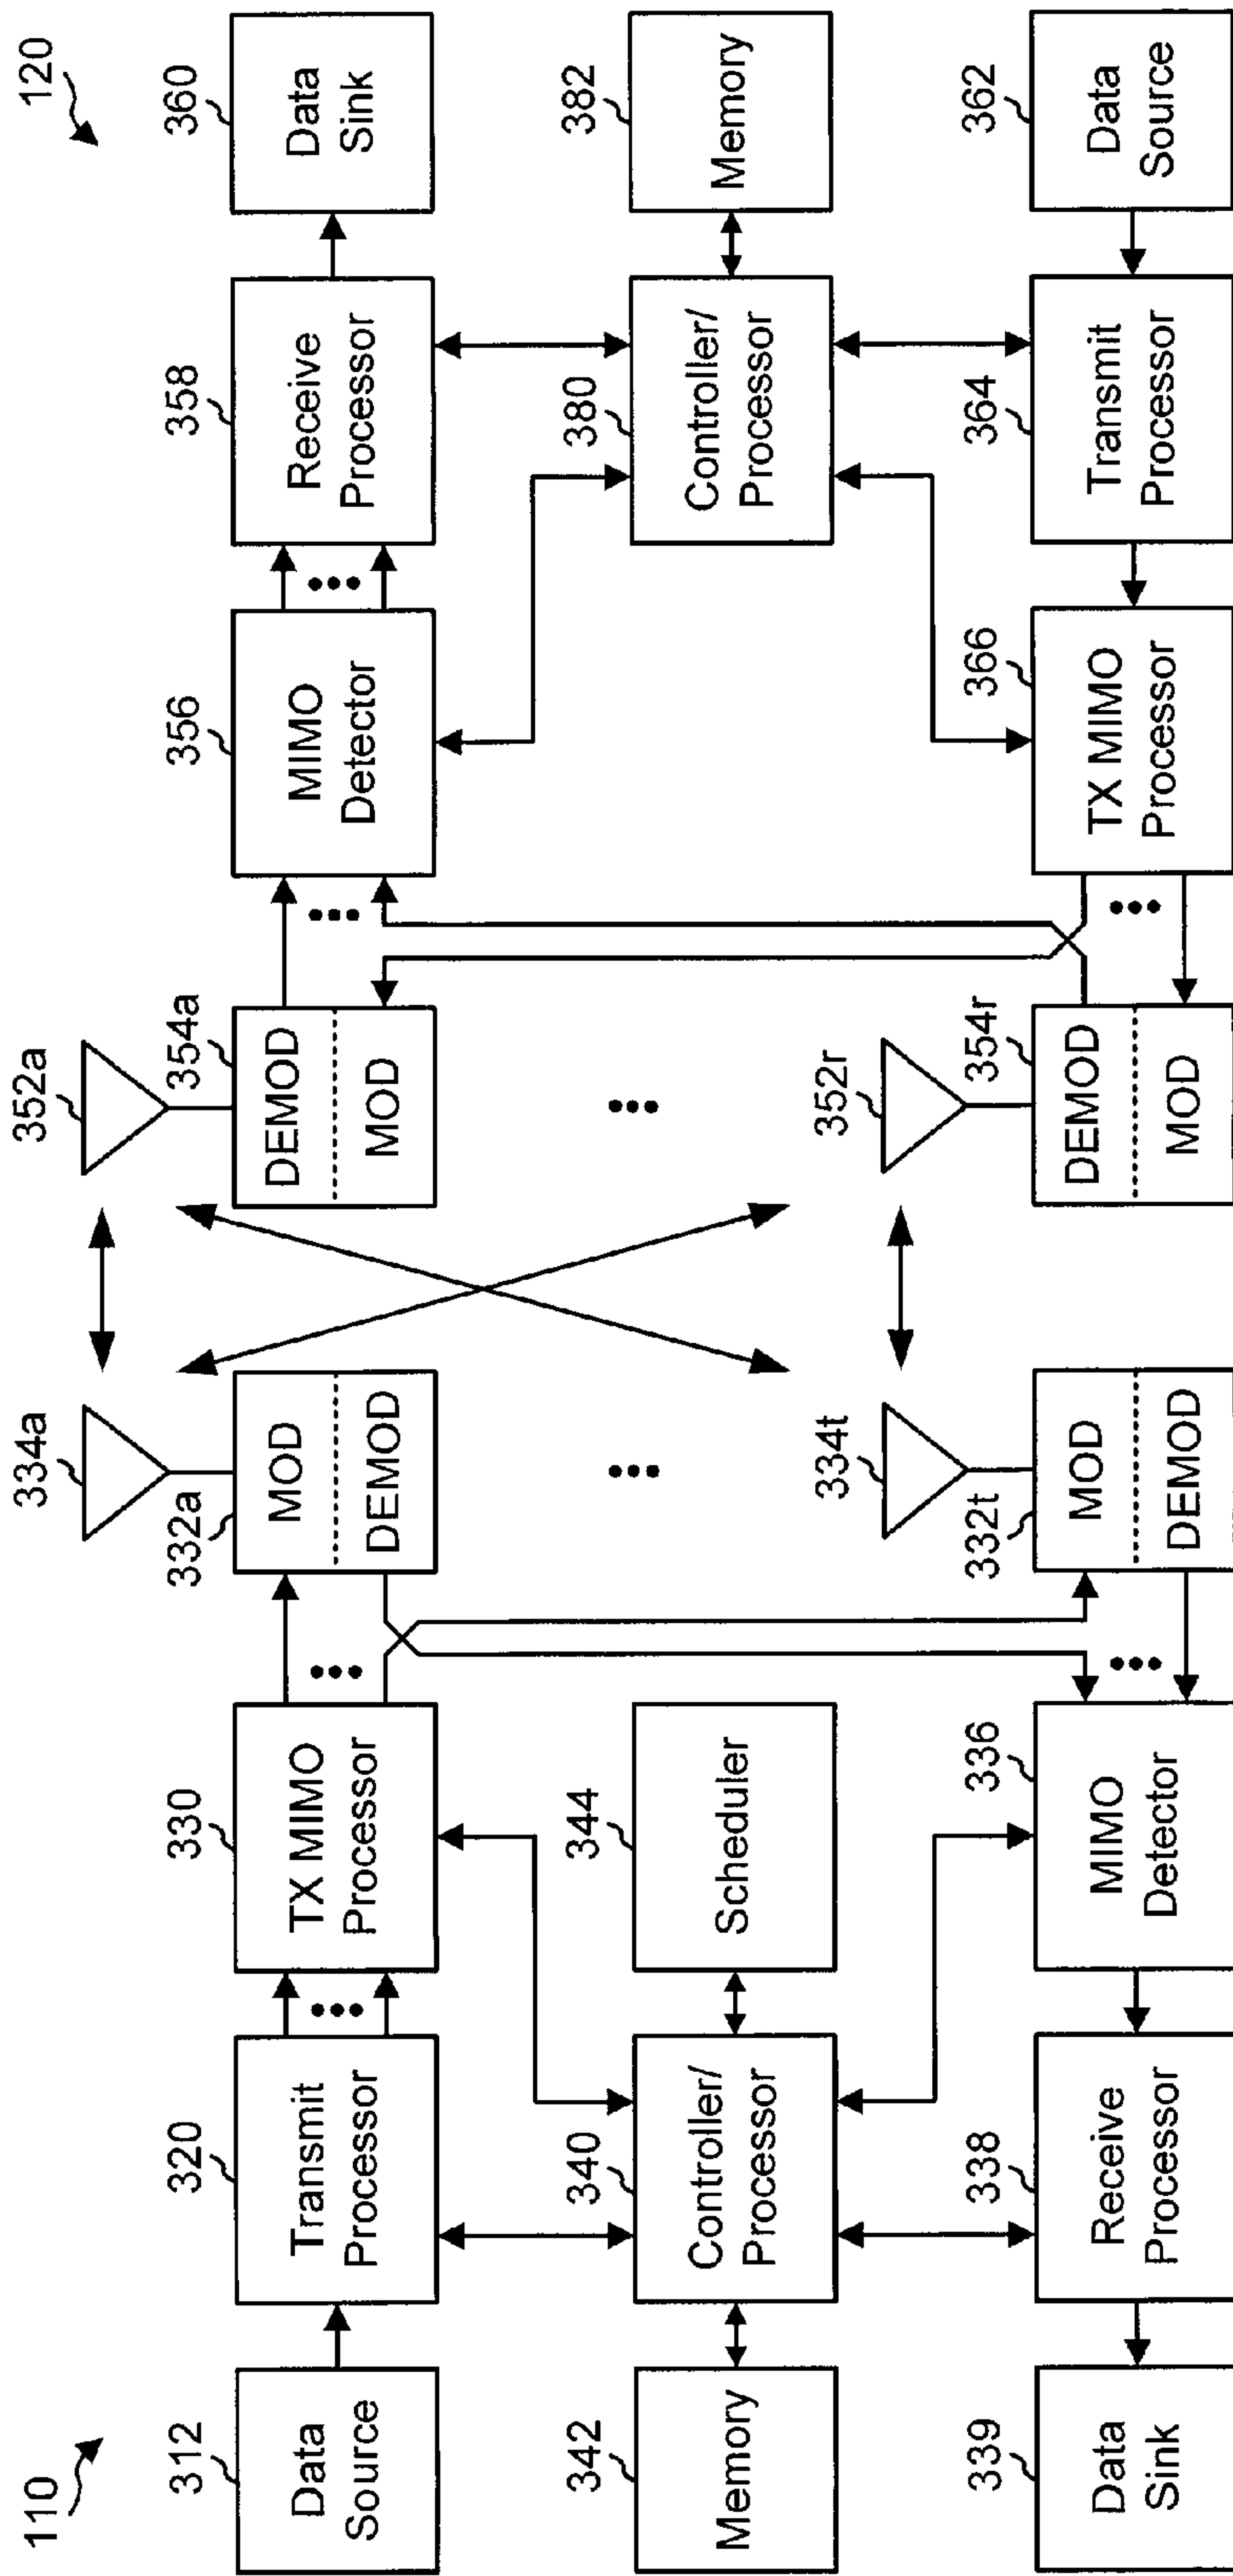 110
120
312
Data
Source
320
Transmit
Processor
330
TX MIMO
Processor
332a
MOD
DEMOD
334a
352a
354a
DEMOD
MOD
356
MIMO
Detector
358
Receive
Processor
360
Data
Sink
342
Memory
340
Controller/
Processor
344
Scheduler
380
Controller/
Processor
382
Memory
339
Data
Sink
338
Receive
Processor
336
MIMO
Detector
332t
MOD
DEMOD
334t
352r
354r
DEMOD
MOD
366
TX MIMO
Processor
364
Transmit
Processor
362
Data
Source